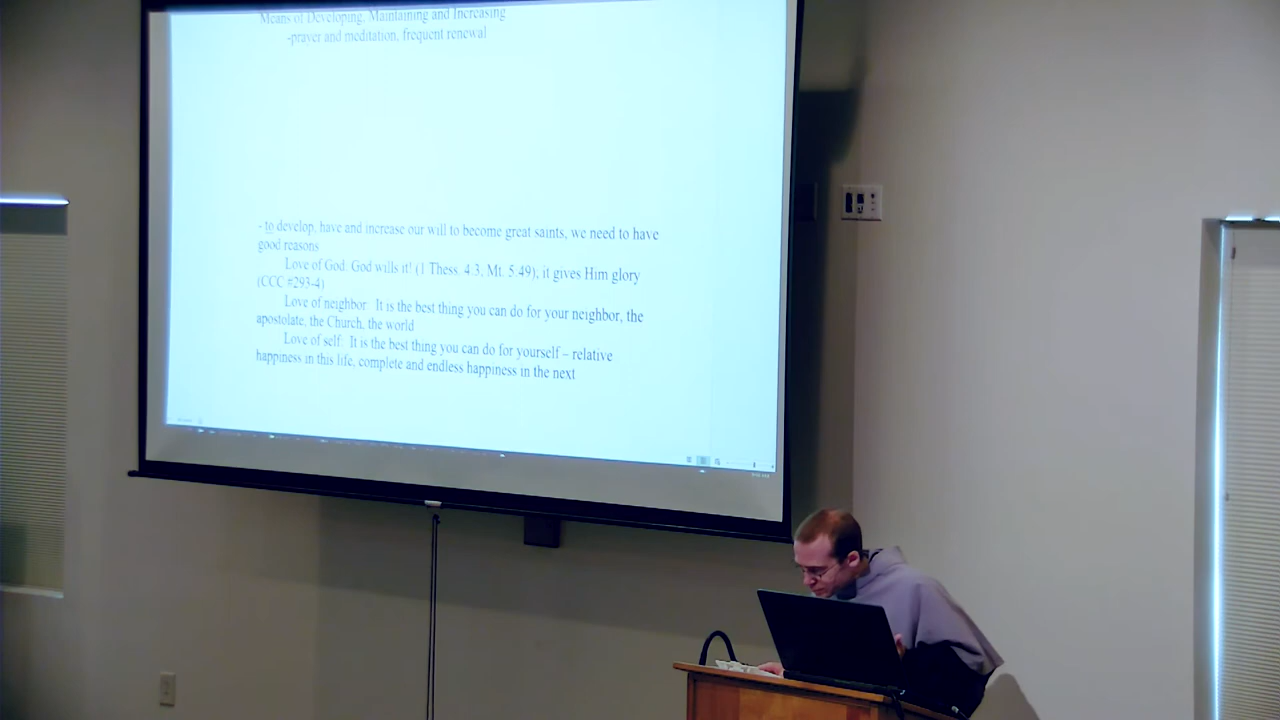 Means of Developing, Maintaining and Increasing
-prayer and meditation, frequent renewal
- to develop, have and increase our will to become great saints, we need to have
good reasons
Love of God: God wills it! (1 Thess. 4:3, Mt. 5:49), it gives Him glory
(CCC #293-4)
Love of neighbor: It is the best thing you can do for your neighbor, the
apostolate, the Church, the world
Love of self: It is the best thing you can do for yourself – relative
happiness in this life, complete and endless happiness in the next